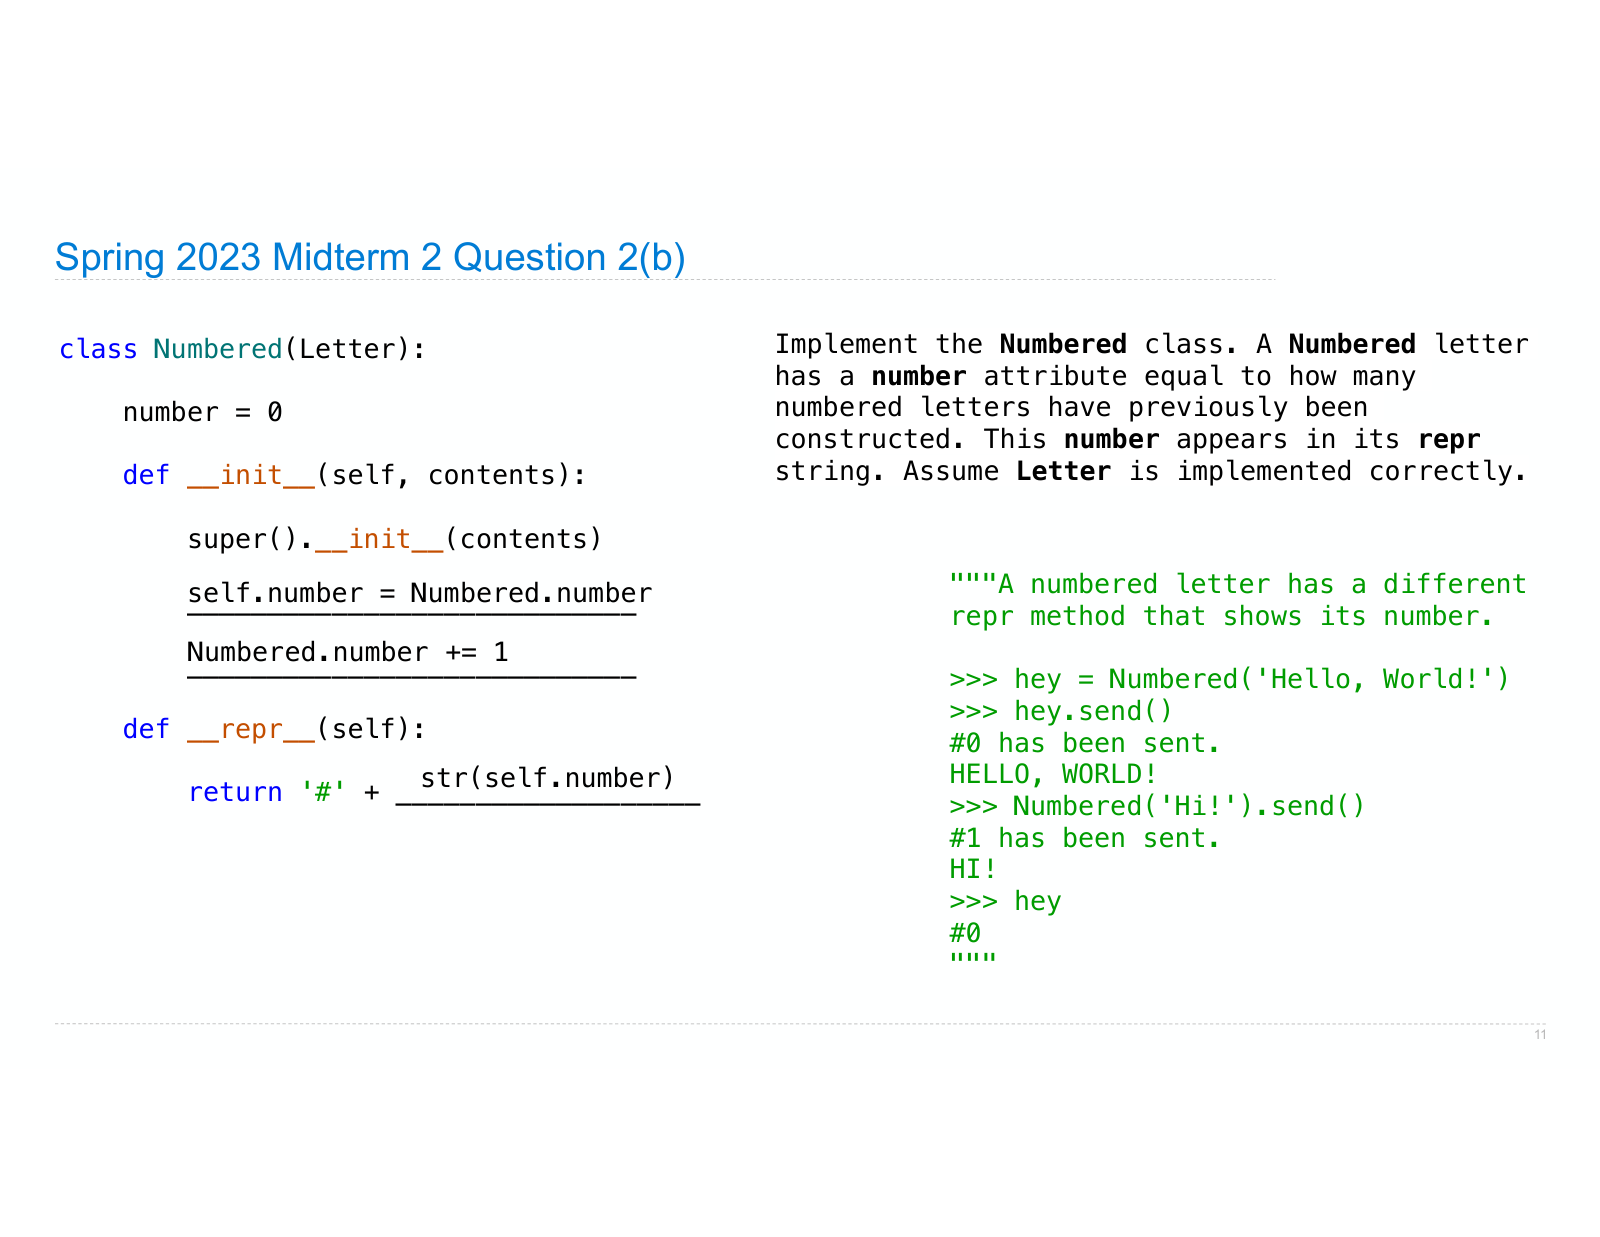 Spring 2023 Midterm 2 Question 2(b)
class Numbered(Letter):
number = 0
def __init__(self, contents):
super().__init__(contents)
self.number = Numbered.number
Numbered.number += 1
def __repr__(self):
return '#' + str(self.number)
Implement the Numbered class. A Numbered letter
has a number attribute equal to how many
numbered letters have previously been
constructed. This number appears in its repr
string. Assume Letter is implemented correctly.
"""A numbered letter has a different
repr method that shows its number.
>>> hey = Numbered('Hello, World!')
>>> hey.send()
#0 has been sent.
HELLO, WORLD!
>>> Numbered('Hi!').send()
#1 has been sent.
HI!
>>> hey
#0
"""
11